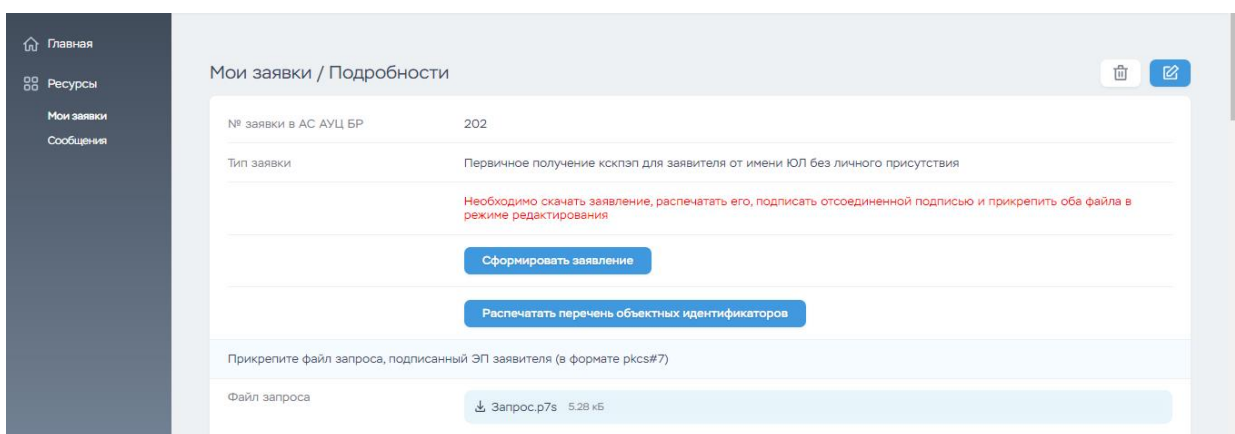 Главная
Ресурсы
Мои заявки
Сообщения
Мои заявки / Подробности
№ заявки в АС АУЦ БР 202
Тип заявки Первичное получение кскпэп для заявителя от имени ЮЛ без личного присутствия
Необходимо скачать заявление, распечатать его, подписать отсоединенной подписью и прикрепить оба файла в
режиме редактирования
Сформировать заявление
Распечатать перечень объектных идентификаторов
Прикрепите файл запроса, подписанный ЭП заявителя (в формате pkcs#7)
Файл запроса Запрос.p7s 5.28 кБ